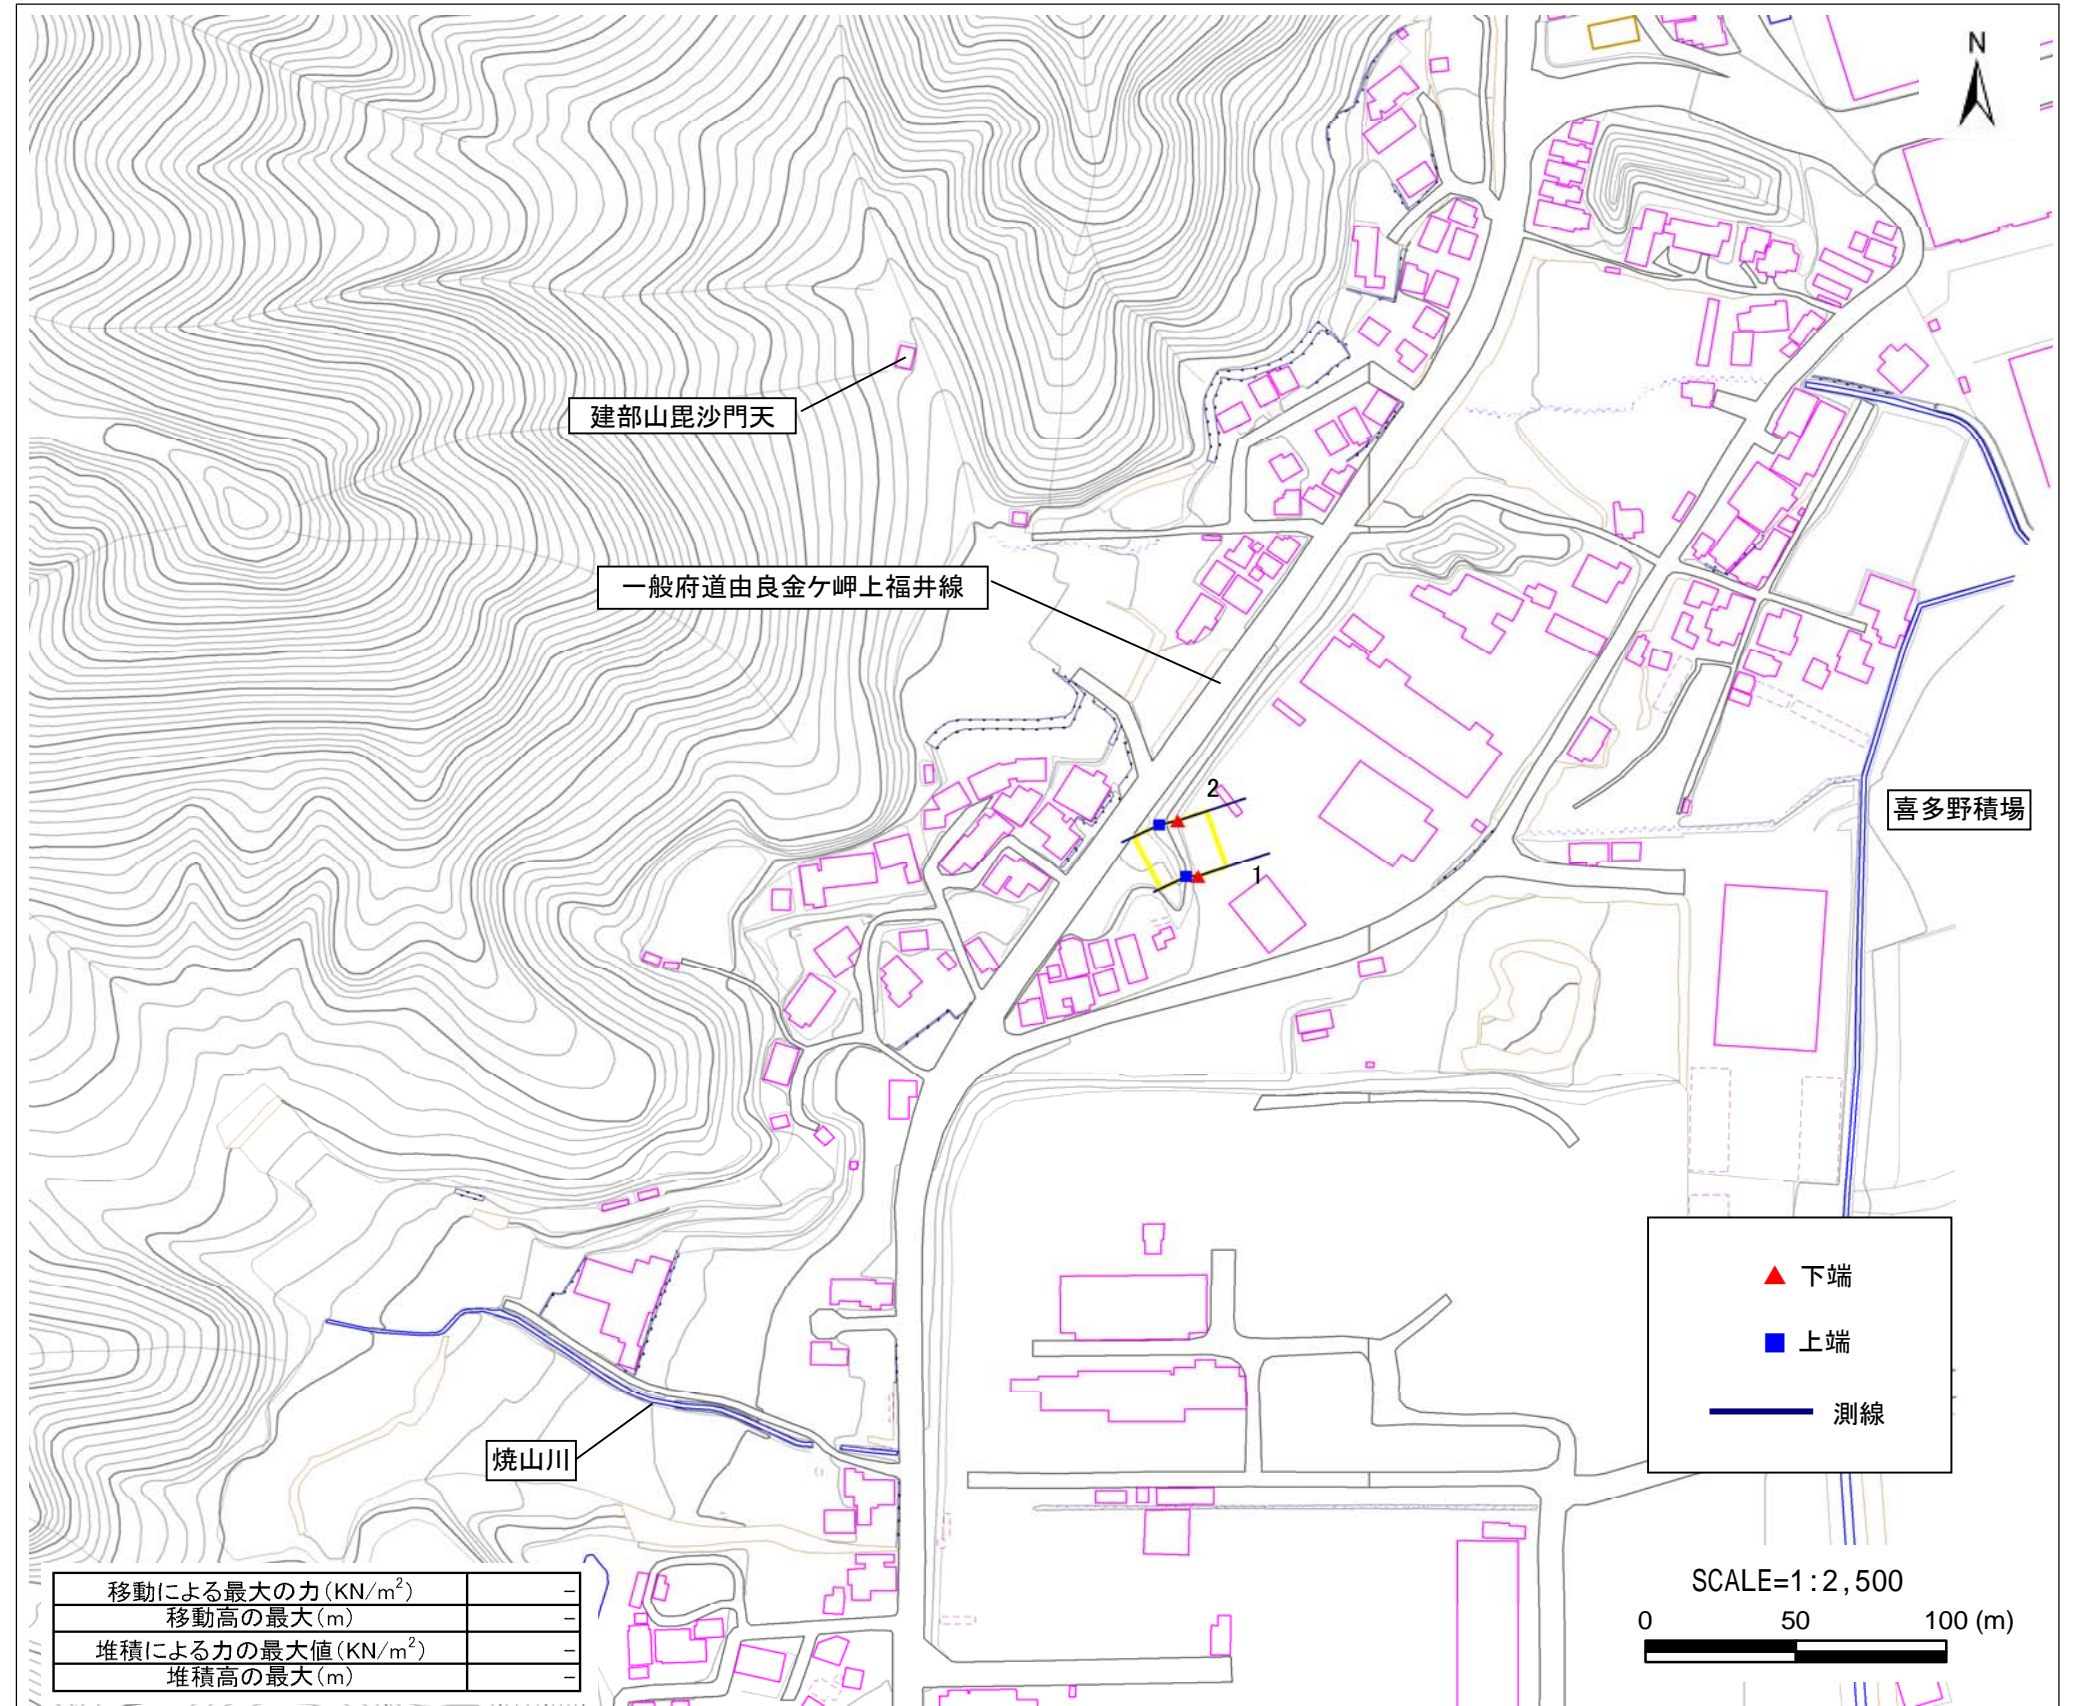 N
建部山毘沙門天
一般府道由良金ケ岬上福井線
2
喜多野積場
1
下端
上端
測線
焼山川
移動による最大の力(KN/m²) −
移動高の最大(m) −
堆積による力の最大値(KN/m²) −
堆積高の最大(m) −
SCALE=1:2,500
0 50 100 (m)